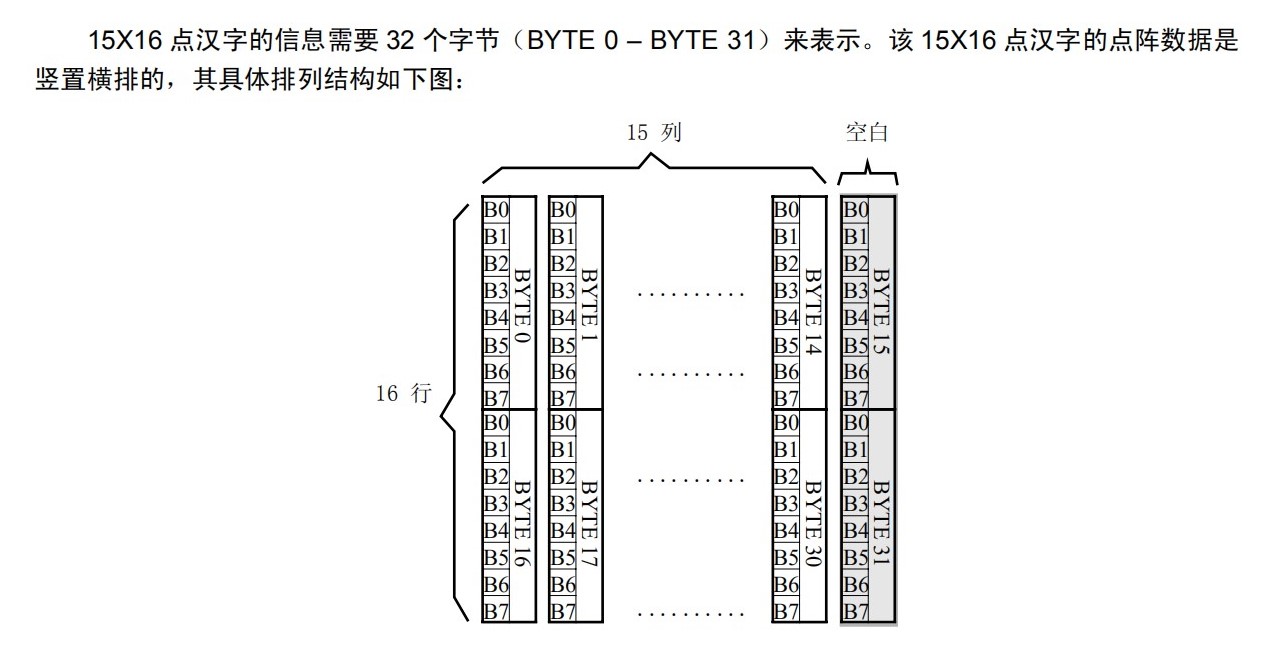 15X16 点汉字的信息需要 32 个字节（BYTE 0 – BYTE 31）来表示。该 15X16 点汉字的点阵数据是
竖置横排的，其具体排列结构如下图：
15 列 空白
B0 B0 B0 B0
B1 B1 B1 B1
B2 B2 B2 B2
B3 B3 .......... B3 B3
B4 B4 B4 B4
B5 B5 B5 B5
B6 B6 .......... B6 B6
B7 B7 B7 B7
BYTE 0 BYTE 1 BYTE 14 BYTE 15
16 行
B0 B0 B0 B0
B1 B1 B1 B1
B2 B2 .......... B2 B2
B3 B3 B3 B3
B4 B4 B4 B4
B5 B5 B5 B5
B6 B6 B6 B6
B7 B7 .......... B7 B7
BYTE 16 BYTE 17 BYTE 30 BYTE 31